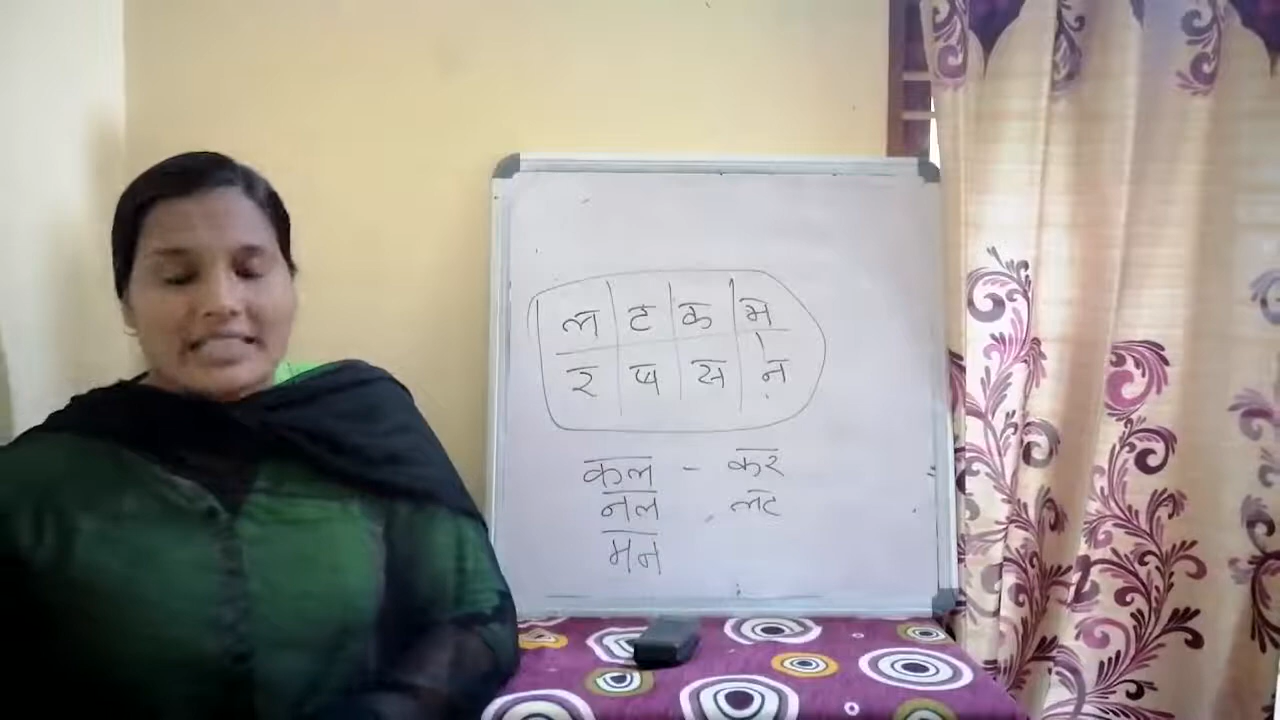 ल ट क म
र ष स न
कल - कर
नल लट
मन